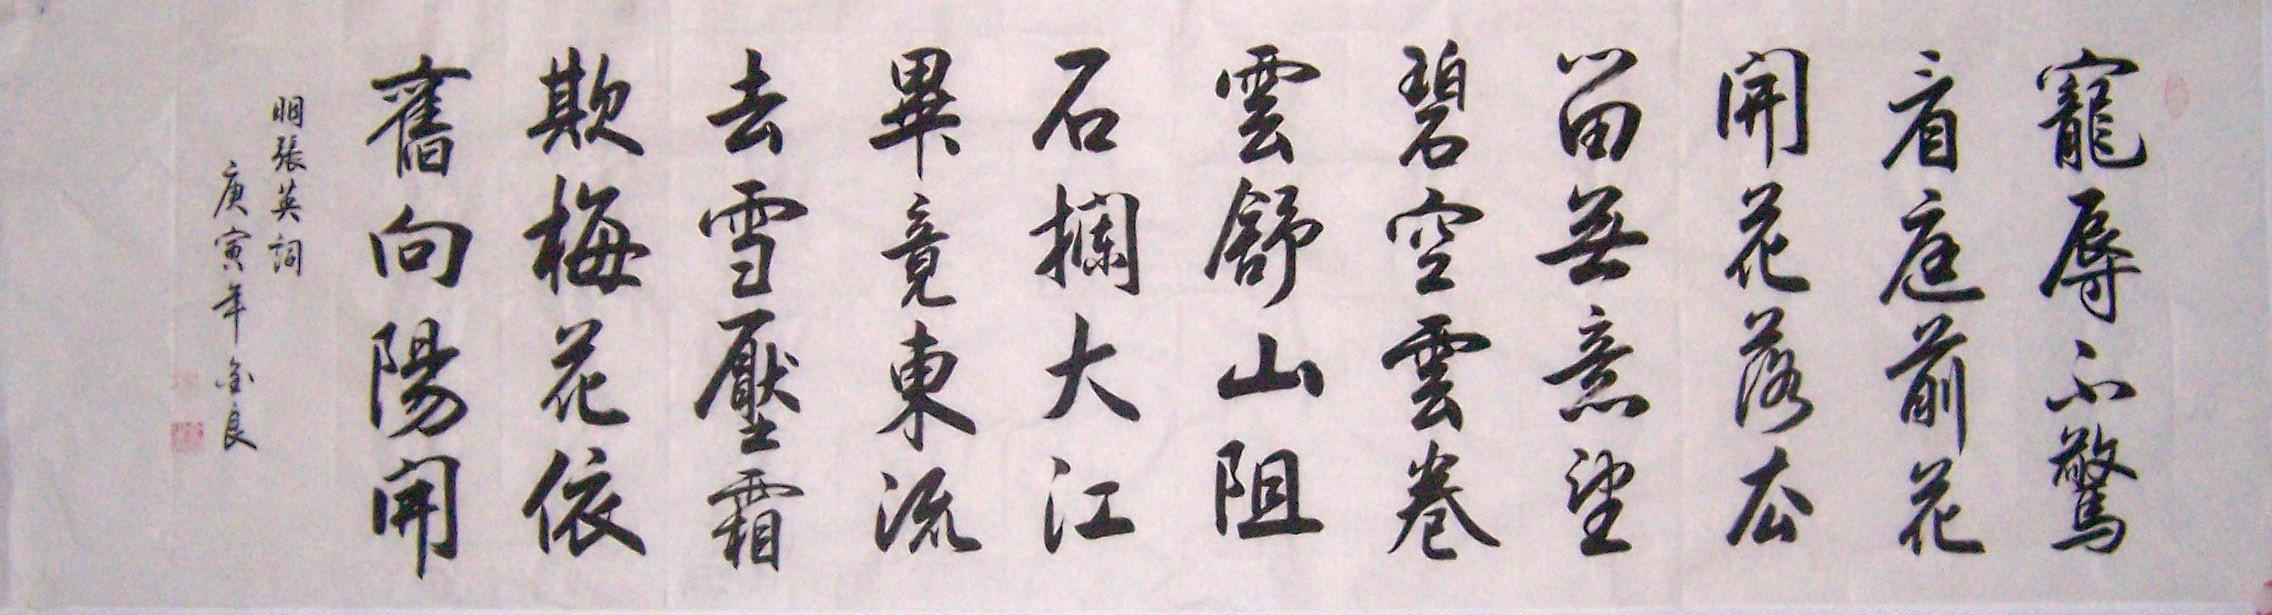 寵辱不驚
看庭前花
開花落去
留無意望
碧空雲卷
雲舒山阻
石攔大江
畢竟東流
去雪壓霜
欺梅花依
舊向陽開
明張英詞
庚寅年金良